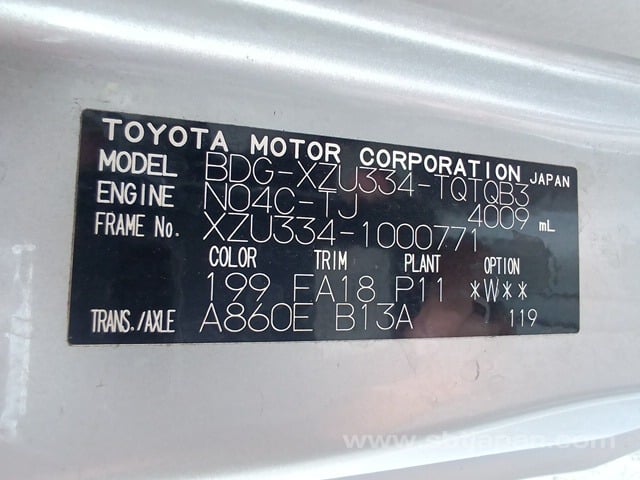 TOYOTA MOTOR CORPORATION JAPAN
MODEL BDG-XZU334-TQTQB3
ENGINE N04C-TJ 4009 mL
FRAME No. XZU334-1000771
COLOR TRIM PLANT OPTION
199 FA18 P11 *W**
TRANS./AXLE A860E B13A 119
www.sbtjapan.com